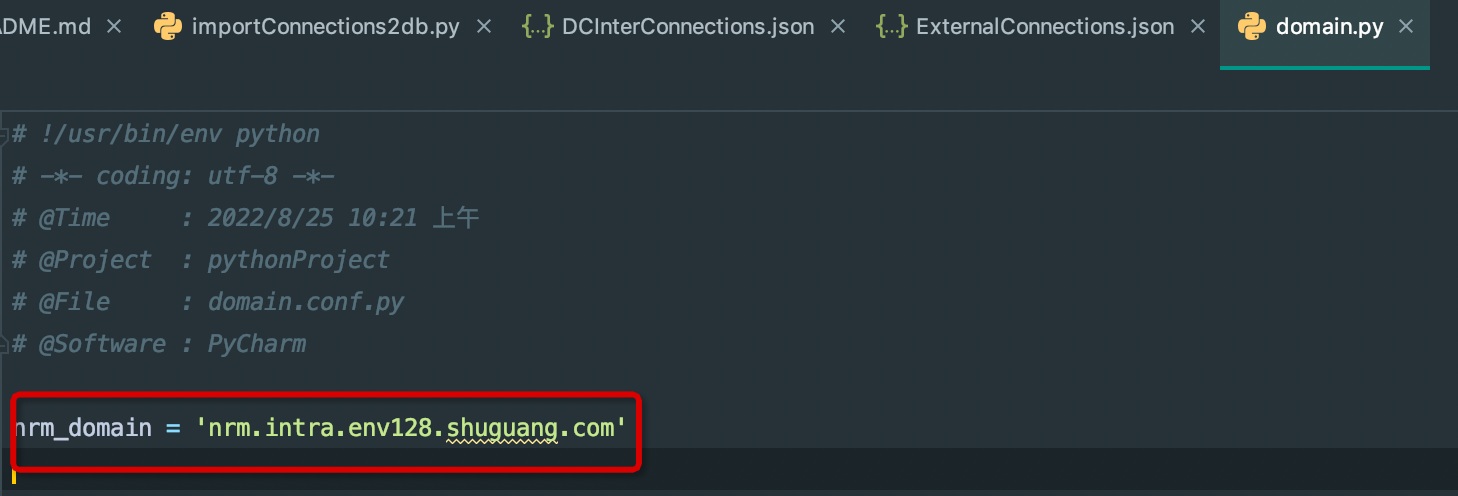 ADME.md × importConnections2db.py × {...} DCInterConnections.json × {...} ExternalConnections.json × domain.py ×
# !/usr/bin/env python
# -*- coding: utf-8 -*-
# @Time : 2022/8/25 10:21 上午
# @Project : pythonProject
# @File : domain.conf.py
# @Software : PyCharm
nrm_domain = 'nrm.intra.env128.shuguang.com'